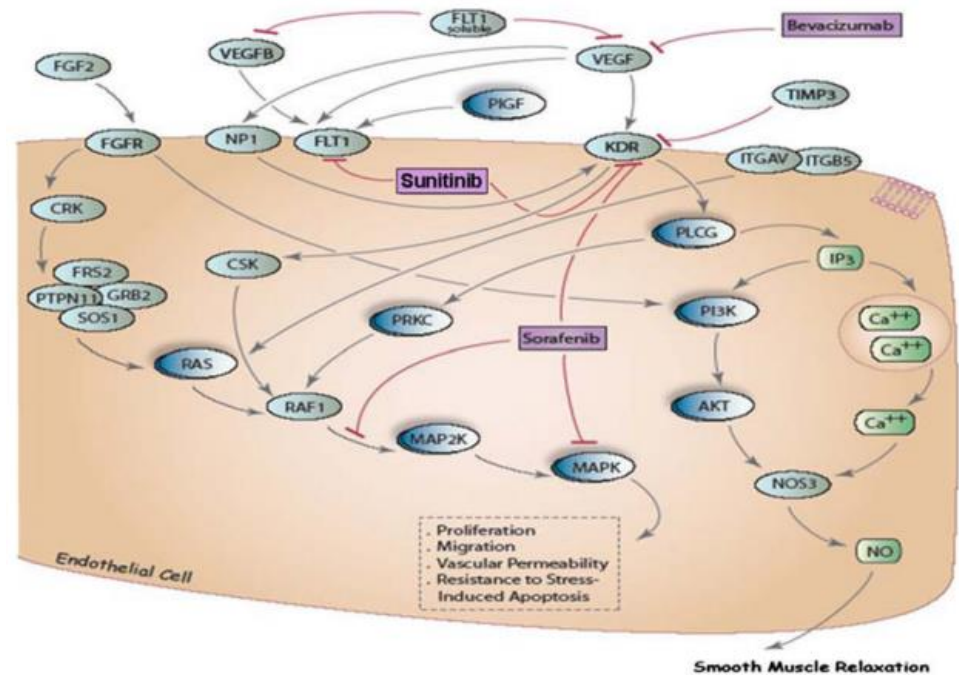 FLT1
soluble
Bevacizumab
VEGFB
VEGF
FGF2
PIGF
TIMP3
FGFR
NP1
FLT1
KDR
ITGAV
ITGB5
Sunitinib
CRK
PLCG
IP3
CSK
FRS2
PTPN11
GRB2
SOS1
PRKC
PI3K
Ca++
Ca++
Sorafenib
RAS
RAF1
AKT
Ca++
MAP2K
MAPK
NOS3
. Proliferation
. Migration
. Vascular Permeability
. Resistance to Stress-
Induced Apoptosis
NO
Endothelial Cell
Smooth Muscle Relaxation